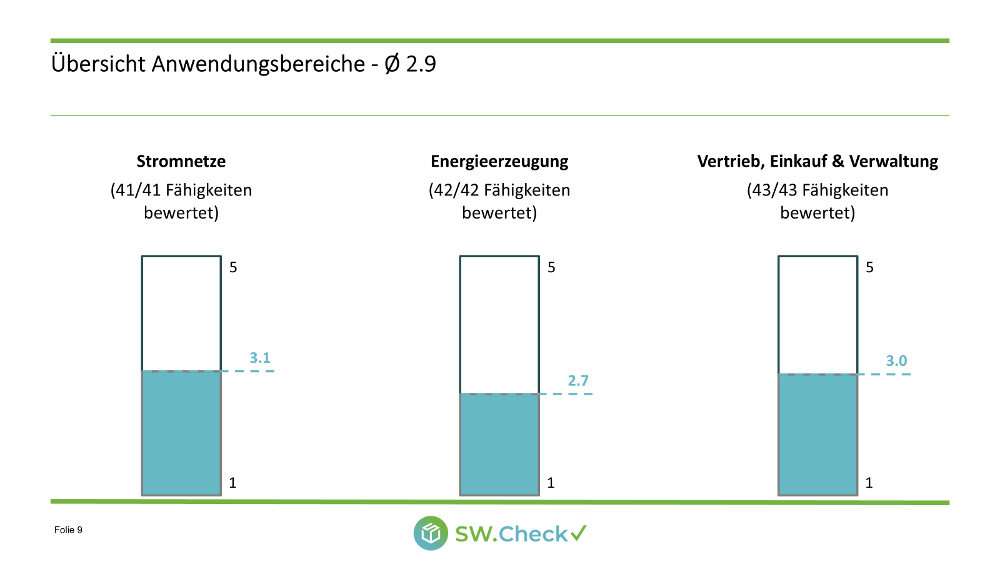 Übersicht Anwendungsbereiche - Ø 2.9
Stromnetze
(41/41 Fähigkeiten
bewertet)
5
3.1
1
Energieerzeugung
(42/42 Fähigkeiten
bewertet)
5
2.7
1
Vertrieb, Einkauf & Verwaltung
(43/43 Fähigkeiten
bewertet)
5
3.0
1
Folie 9
SW.Check